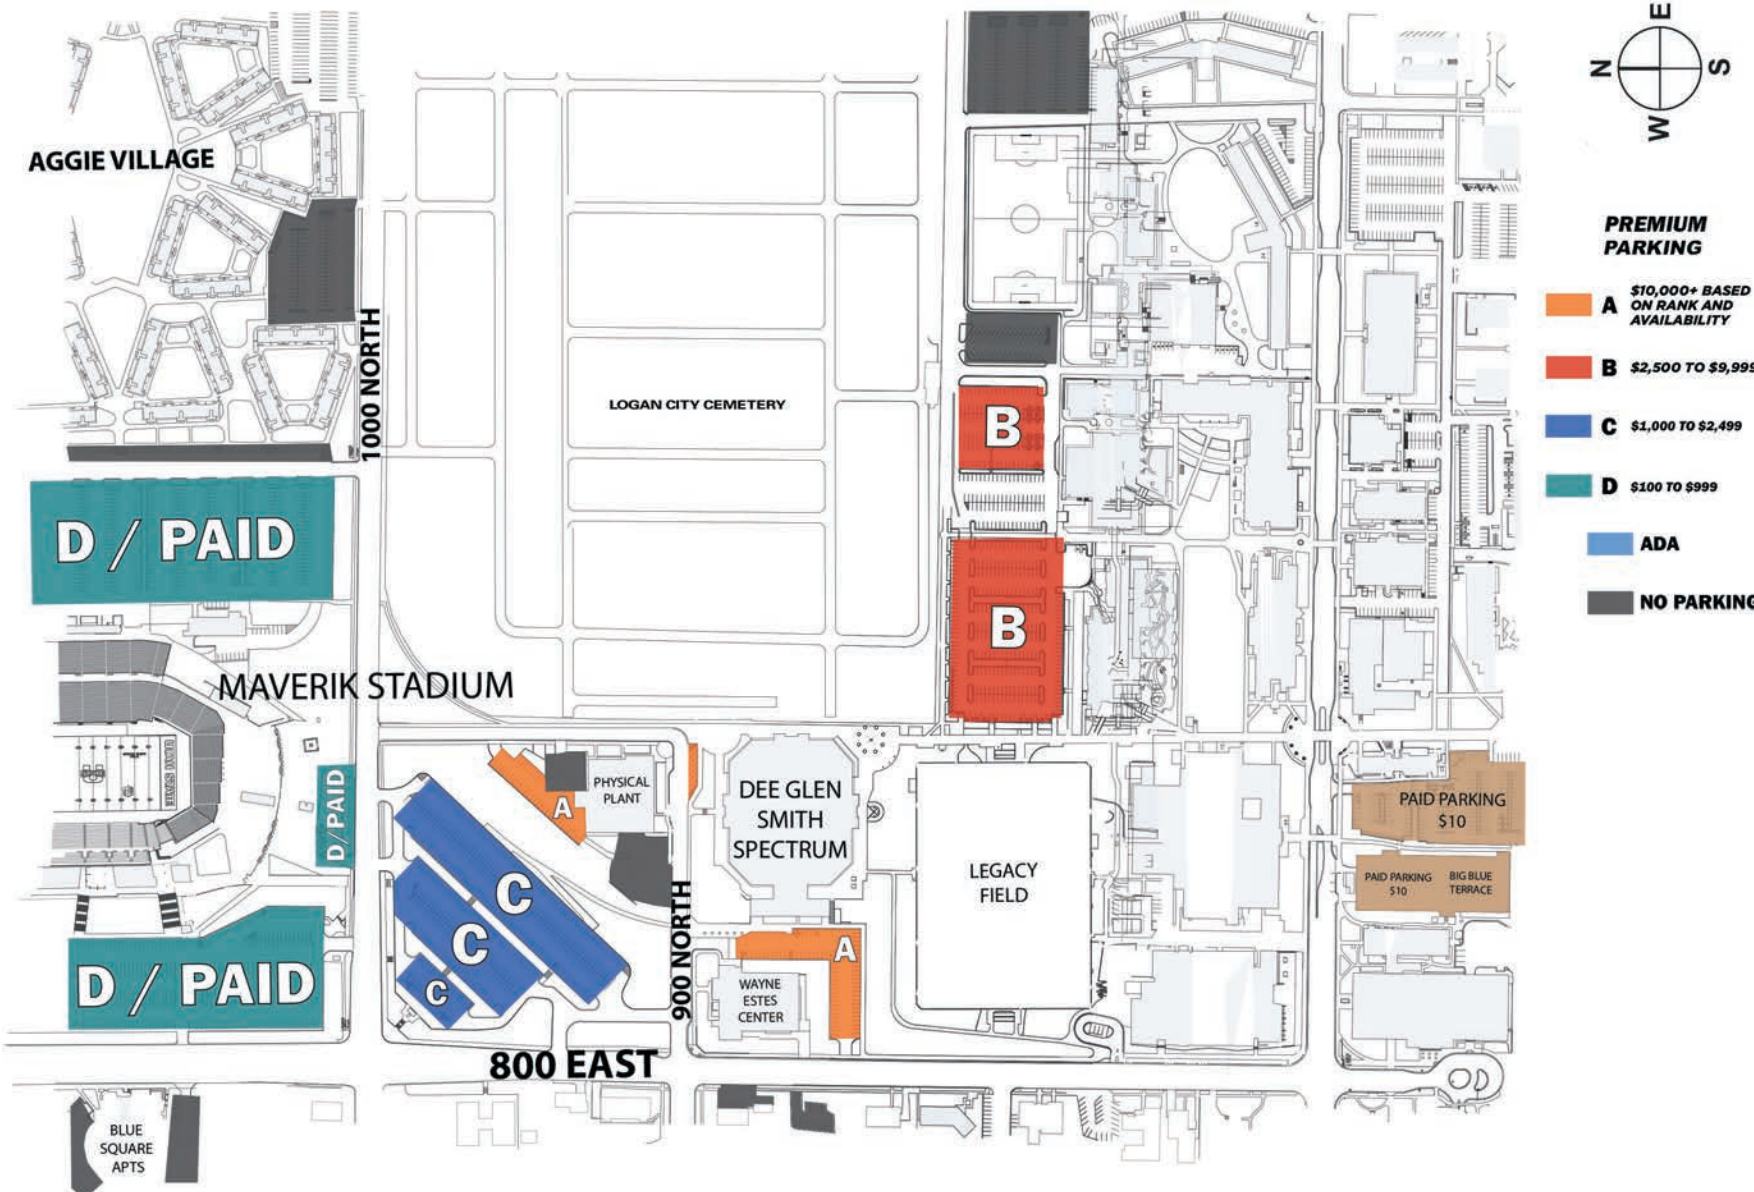 E
N
S
W
AGGIE VILLAGE
PREMIUM
PARKING
A
$10,000+ BASED
ON RANK AND
AVAILABILITY
B
$2,500 TO $9,999
C
$1,000 TO $2,499
D
$100 TO $999
ADA
NO PARKING
1000 NORTH
LOGAN CITY CEMETERY
B
B
D / PAID
MAVERIK STADIUM
D/PAID
A
PHYSICAL
PLANT
DEE GLEN
SMITH
SPECTRUM
LEGACY
FIELD
PAID PARKING
$10
PAID PARKING
$10
BIG BLUE
TERRACE
C
C
C
900 NORTH
A
WAYNE
ESTES
CENTER
D / PAID
800 EAST
BLUE
SQUARE
APTS